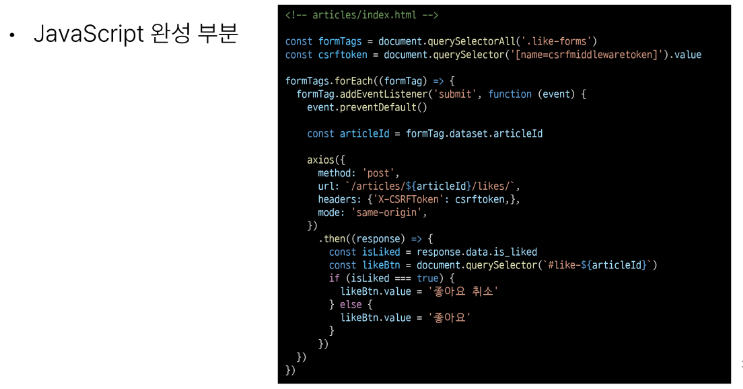 • JavaScript 완성 부분
<!-- articles/index.html -->
const formTags = document.querySelectorAll('.like-forms')
const csrftoken = document.querySelector('[name=csrfmiddlewaretoken]').value
formTags.forEach((formTag) => {
formTag.addEventListener('submit', function (event) {
event.preventDefault()
const articleId = formTag.dataset.articleId
axios({
method: 'post',
url: `/articles/${articleId}/likes/`,
headers: {'X-CSRFToken': csrftoken,},
mode: 'same-origin',
})
.then((response) => {
const isLiked = response.data.is_liked
const likeBtn = document.querySelector(`#like-${articleId}`)
if (isLiked === true) {
likeBtn.value = '좋아요 취소'
} else {
likeBtn.value = '좋아요'
}
})
})
})